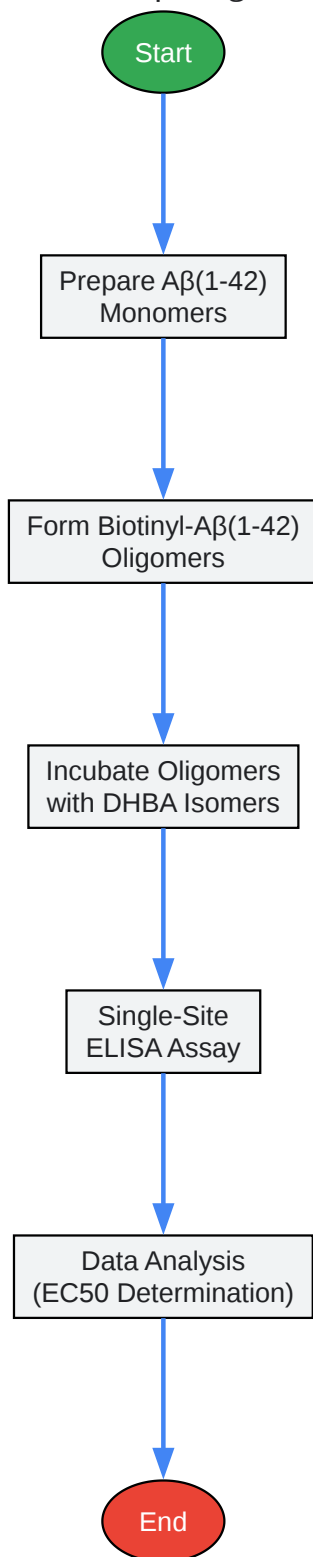 Start
Prepare Aβ(1-42)
Monomers
Form Biotinyl-Aβ(1-42)
Oligomers
Incubate Oligomers
with DHBA Isomers
Single-Site
ELISA Assay
Data Analysis
(EC50 Determination)
End